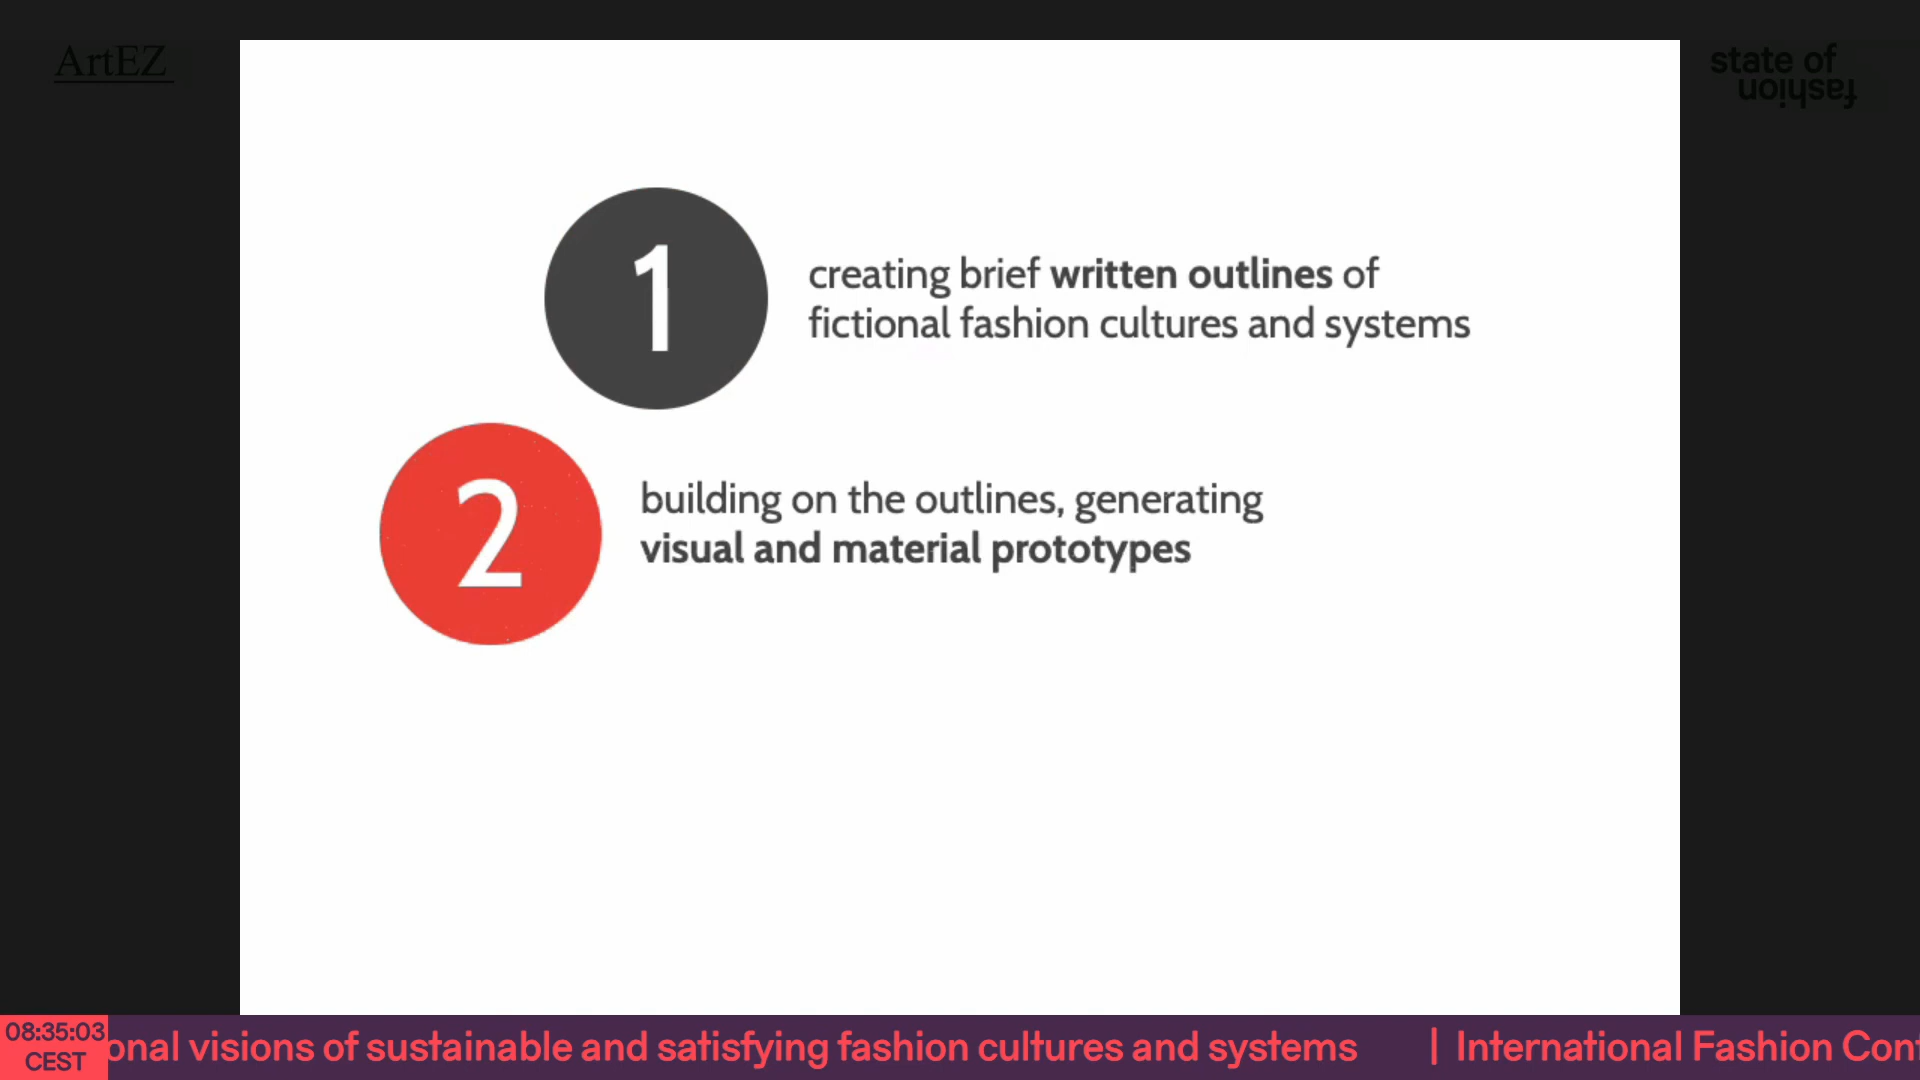 ArtEZ
state of
fashion
1
creating brief written outlines of
fictional fashion cultures and systems
2
building on the outlines, generating
visual and material prototypes
08:35:03
CEST
onal visions of sustainable and satisfying fashion cultures and systems | International Fashion Con